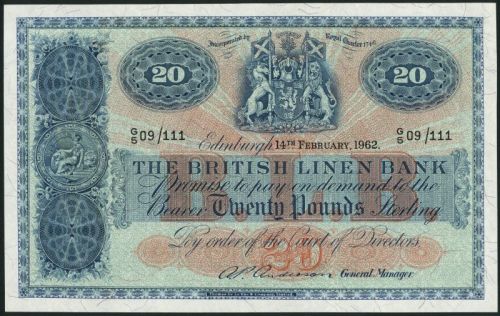 Incorporated by Royal Charter 1746
20 20
G/5 09/111 G/5 09/111
Edinburgh 14TH FEBRUARY, 1962.
THE BRITISH LINEN BANK
Promise to pay on demand to the
Bearer Twenty Pounds Sterling
By order of the Court of Directors.
£20
General Manager